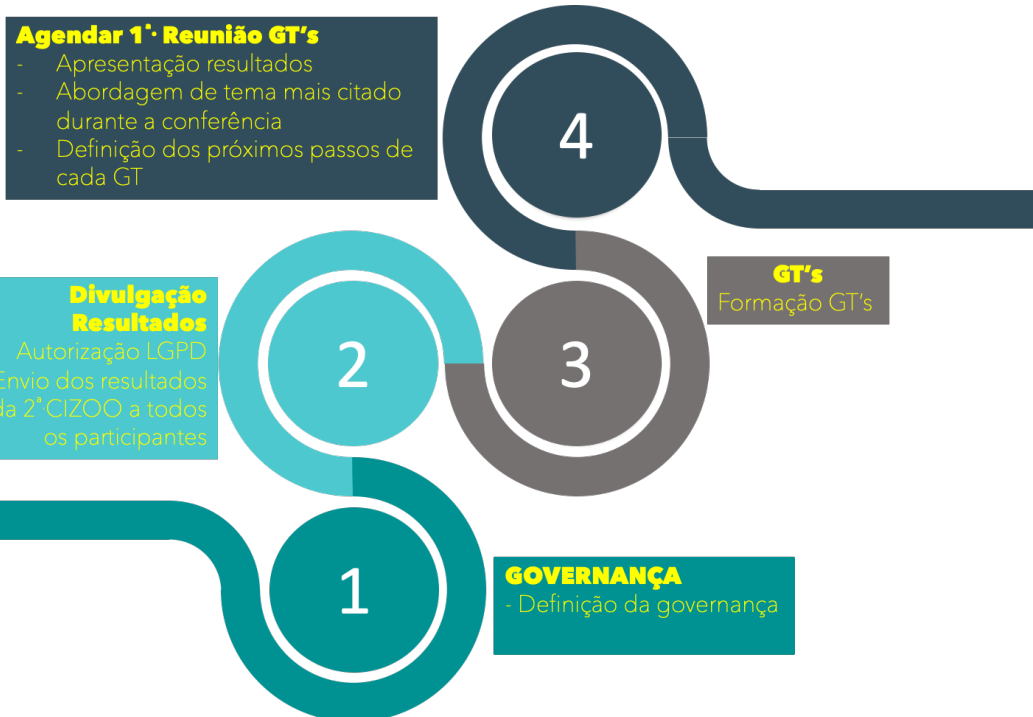 Agendar 1ª. Reunião GT's
- Apresentação resultados
- Abordagem de tema mais citado
durante a conferência
- Definição dos próximos passos de
cada GT
4
GT's
Formação GT's
Divulgação
Resultados
Autorização LGPD
Envio dos resultados
da 2ª.CIZOO a todos
os participantes
2
3
1
GOVERNANÇA
- Definição da governança